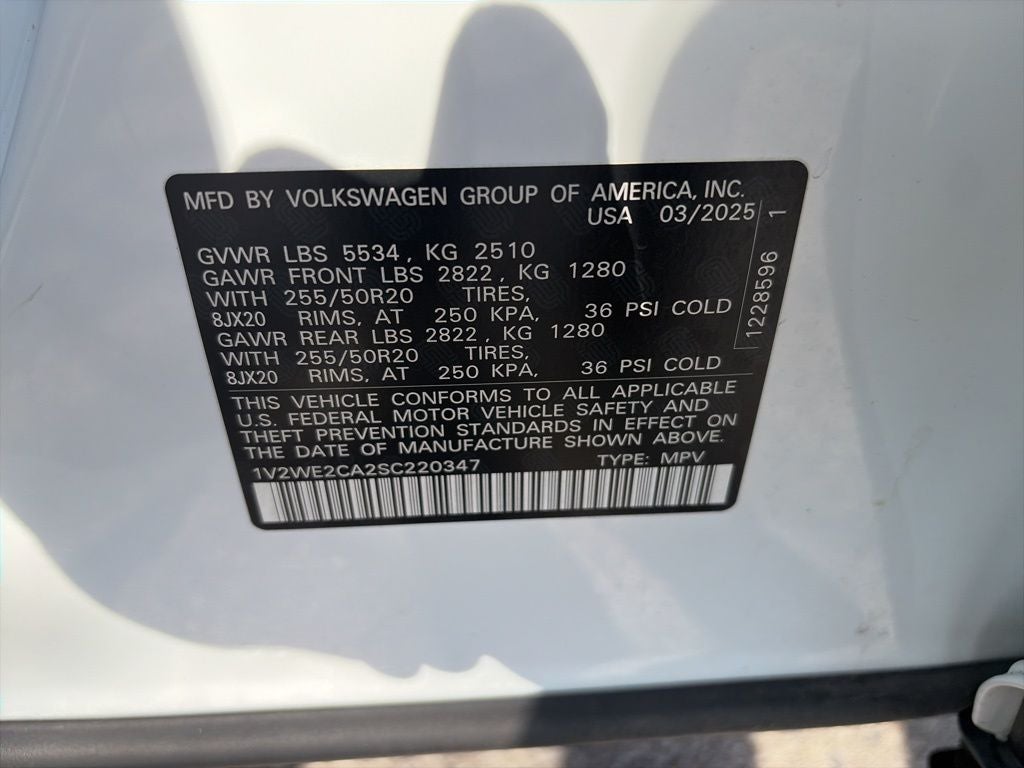 MFD BY VOLKSWAGEN GROUP OF AMERICA, INC.
USA 03/2025
GVWR LBS 5534, KG 2510
GAWR FRONT LBS 2822, KG 1280
WITH 255/50R20 TIRES,
8JX20 RIMS, AT 250 KPA, 36 PSI COLD
GAWR REAR LBS 2822, KG 1280
WITH 255/50R20 TIRES,
8JX20 RIMS, AT 250 KPA, 36 PSI COLD
THIS VEHICLE CONFORMS TO ALL APPLICABLE
U.S. FEDERAL MOTOR VEHICLE SAFETY AND
THEFT PREVENTION STANDARDS IN EFFECT ON
THE DATE OF MANUFACTURE SHOWN ABOVE.
1V2WE2CA2SC220347 TYPE: MPV
1228596 1